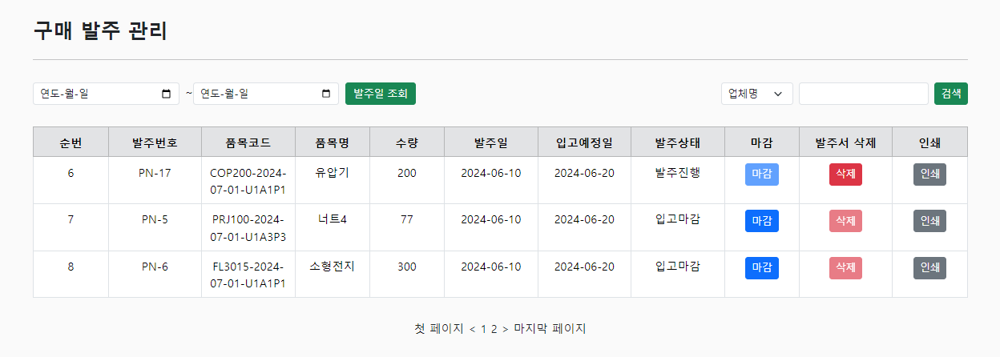 구매 발주 관리
연도-월-일 ~ 연도-월-일 발주일 조회 업체명 검색
순번 발주번호 품목코드 품목명 수량 발주일 입고예정일 발주상태 마감 발주서 삭제 인쇄
6 PN-17 COP200-2024- 유압기 200 2024-06-10 2024-06-20 발주진행 마감 삭제 인쇄
07-01-U1A1P1
7 PN-5 PRJ100-2024- 너트4 77 2024-06-10 2024-06-20 입고마감 마감 삭제 인쇄
07-01-U1A3P3
8 PN-6 FL3015-2024- 소형전지 300 2024-06-10 2024-06-20 입고마감 마감 삭제 인쇄
07-01-U1A1P1
첫 페이지 < 1 2 > 마지막 페이지